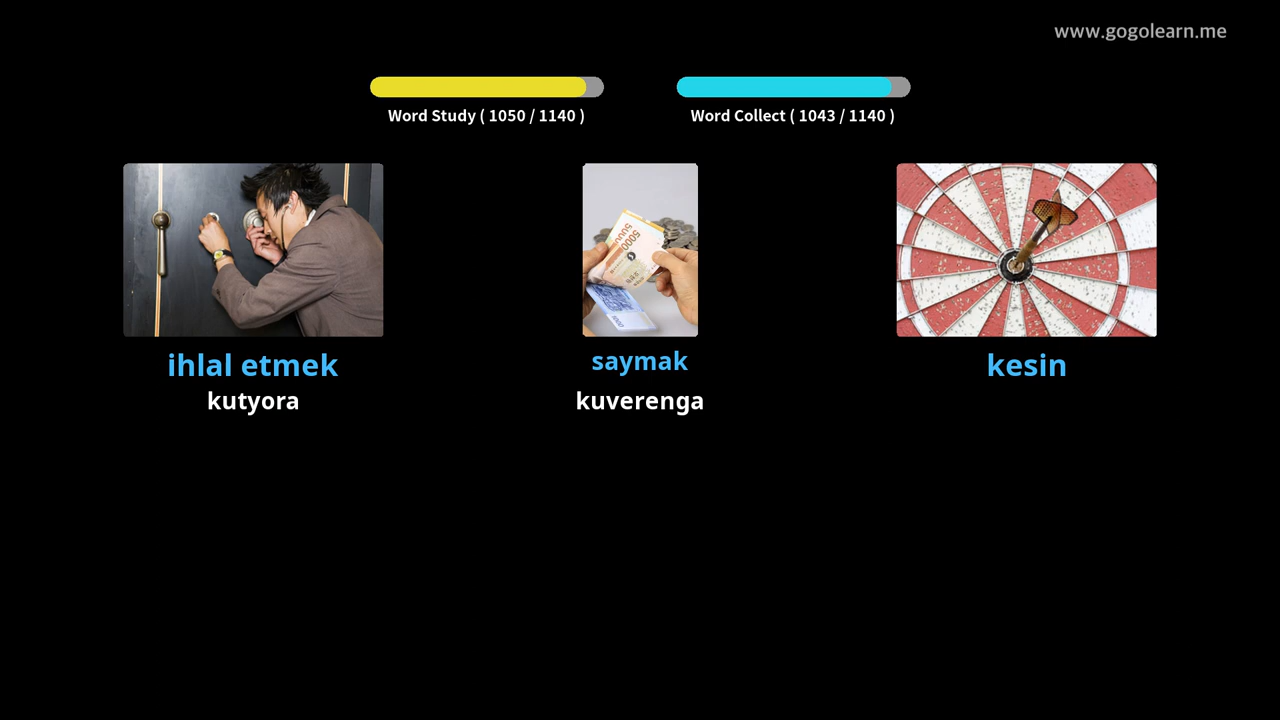 www.gogolearn.me
Word Study ( 1050 / 1140 )
Word Collect ( 1043 / 1140 )
ihlal etmek
kutyora
saymak
kuverenga
kesin